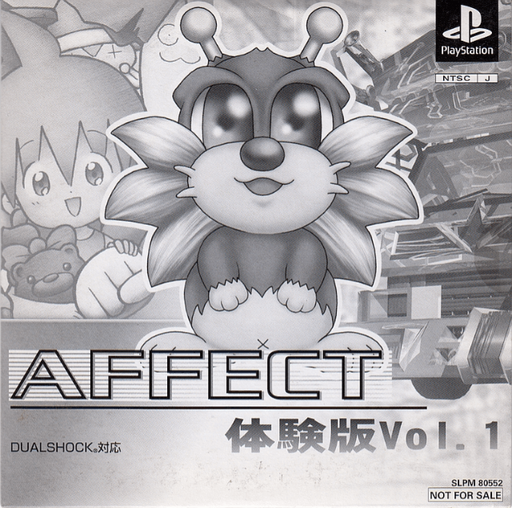 PlayStation
NTSC J
AFFECT
体験版Vol. 1
DUALSHOCK®対応
SLPM 80552
NOT FOR SALE